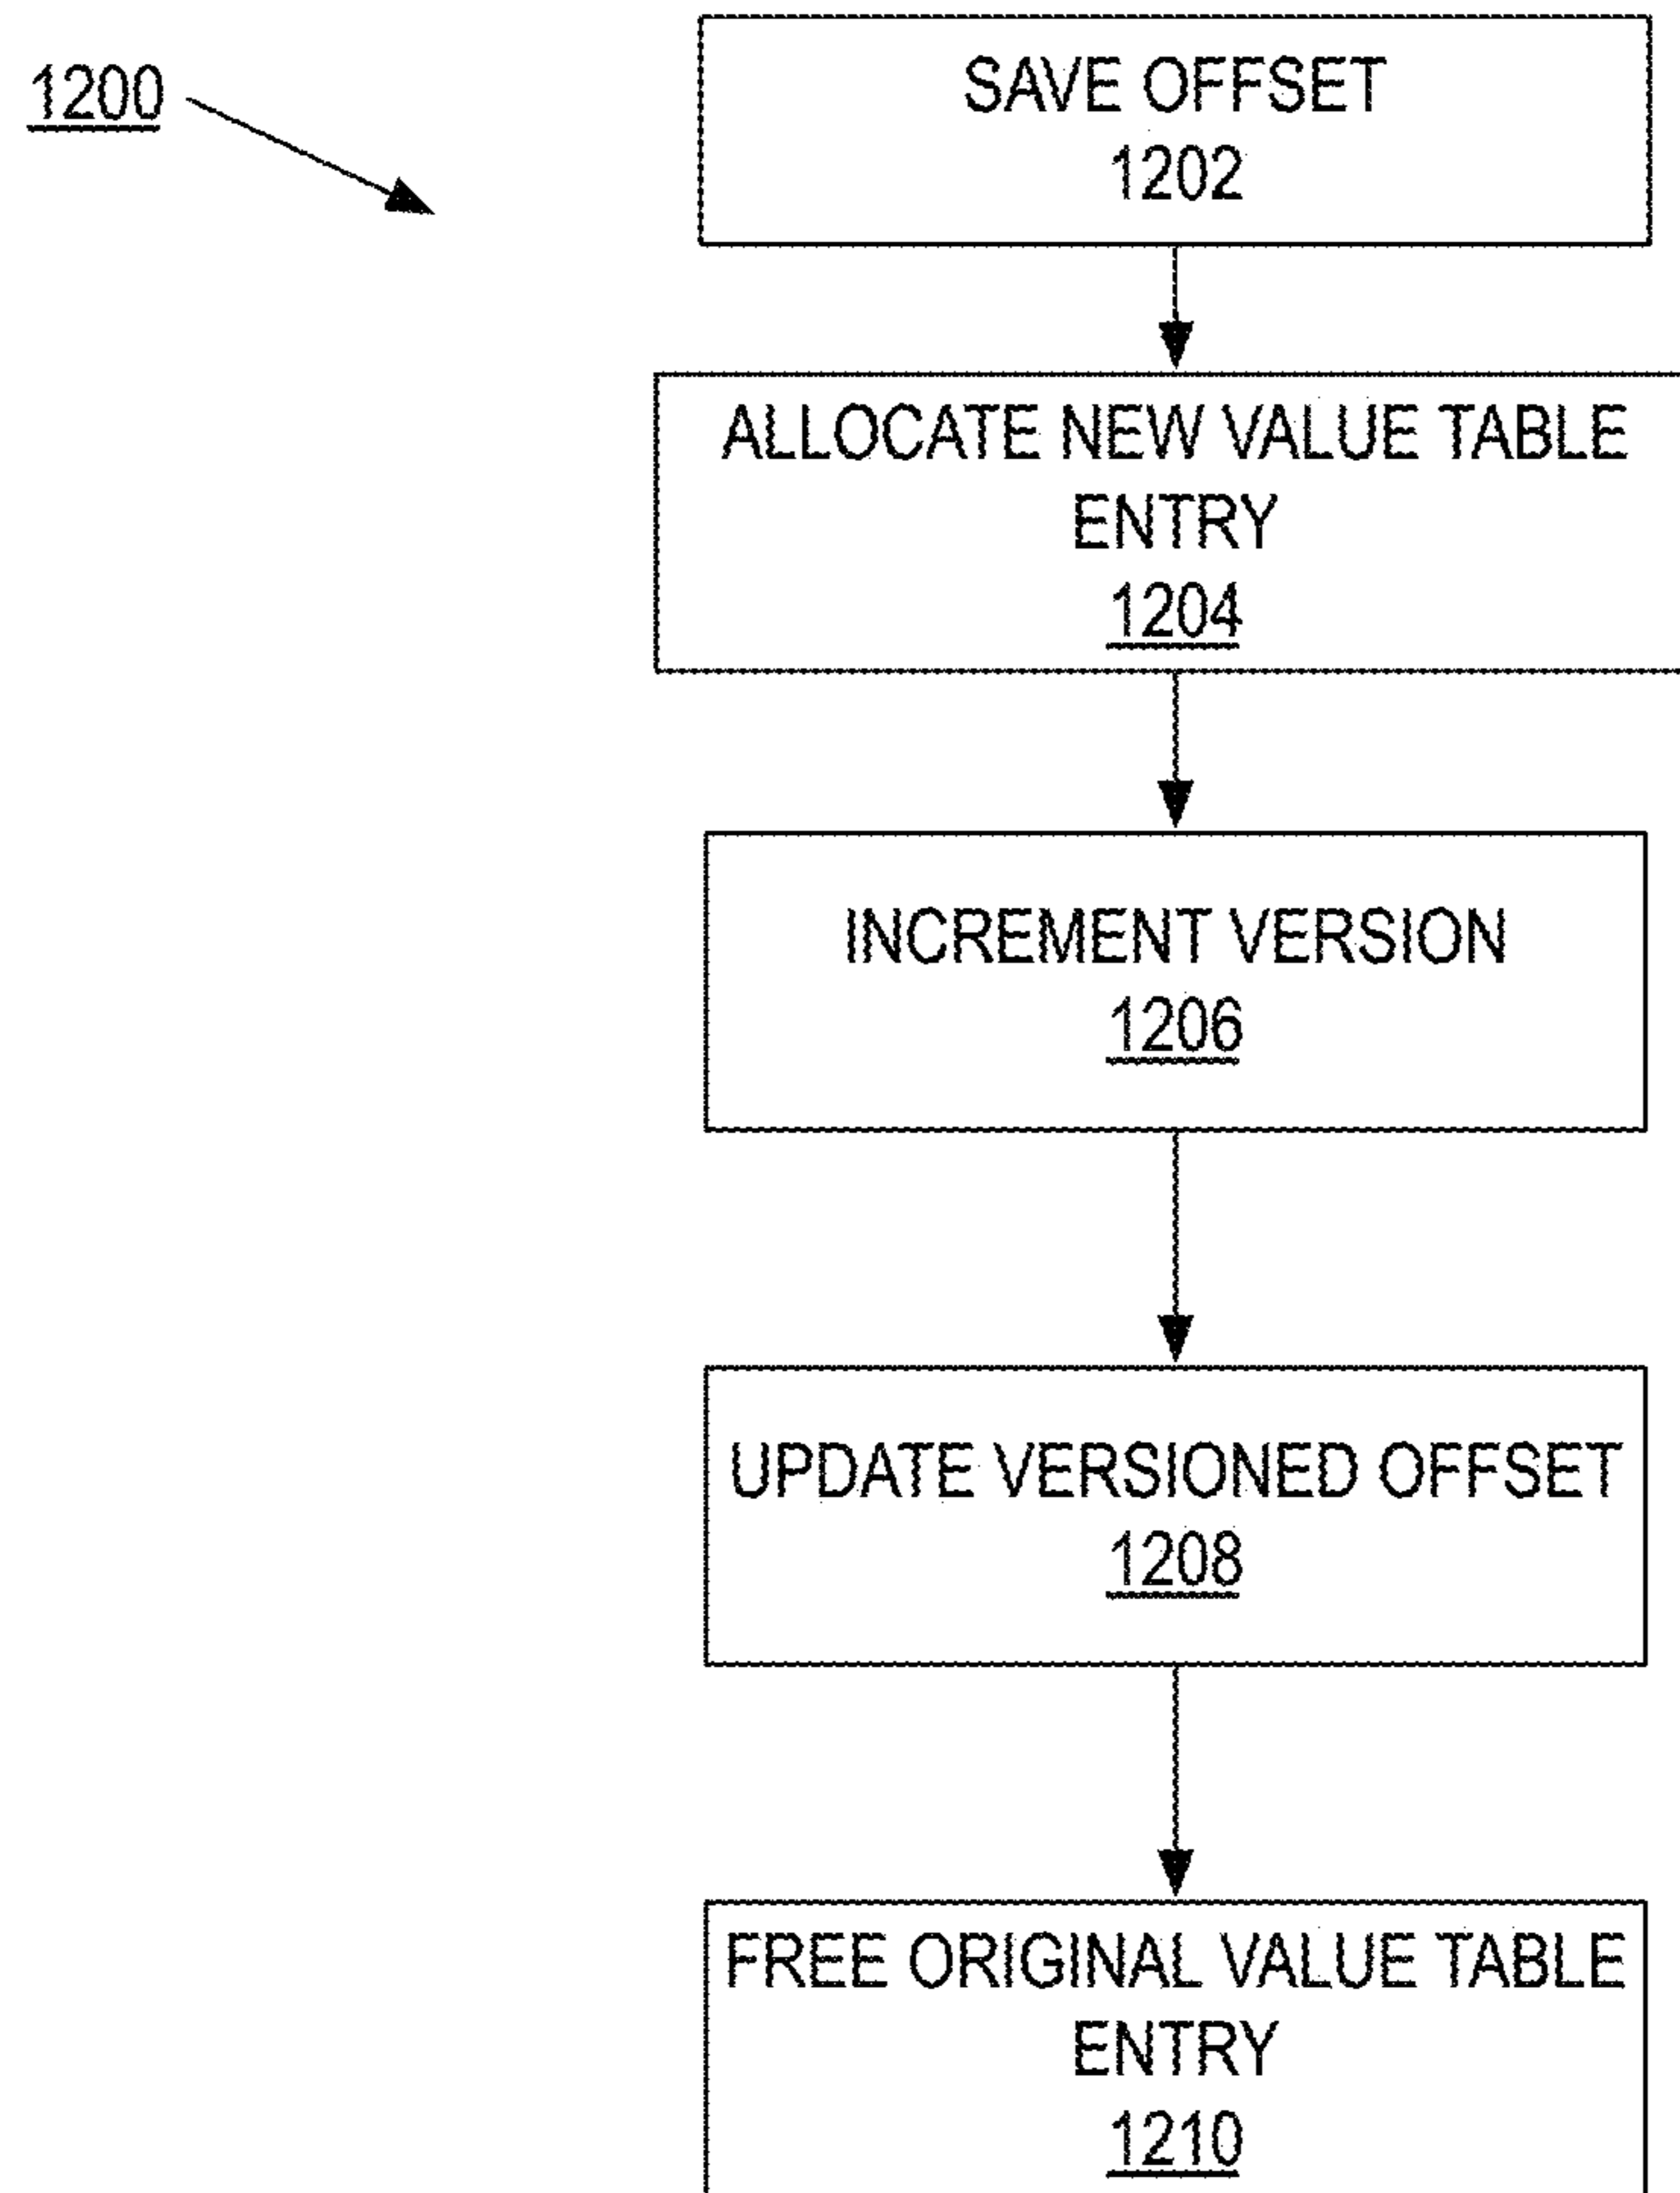 1200
SAVE OFFSET
1202
ALLOCATE NEW VALUE TABLE
ENTRY
1204
INCREMENT VERSION
1206
UPDATE VERSIONED OFFSET
1208
FREE ORIGINAL VALUE TABLE
ENTRY
1210